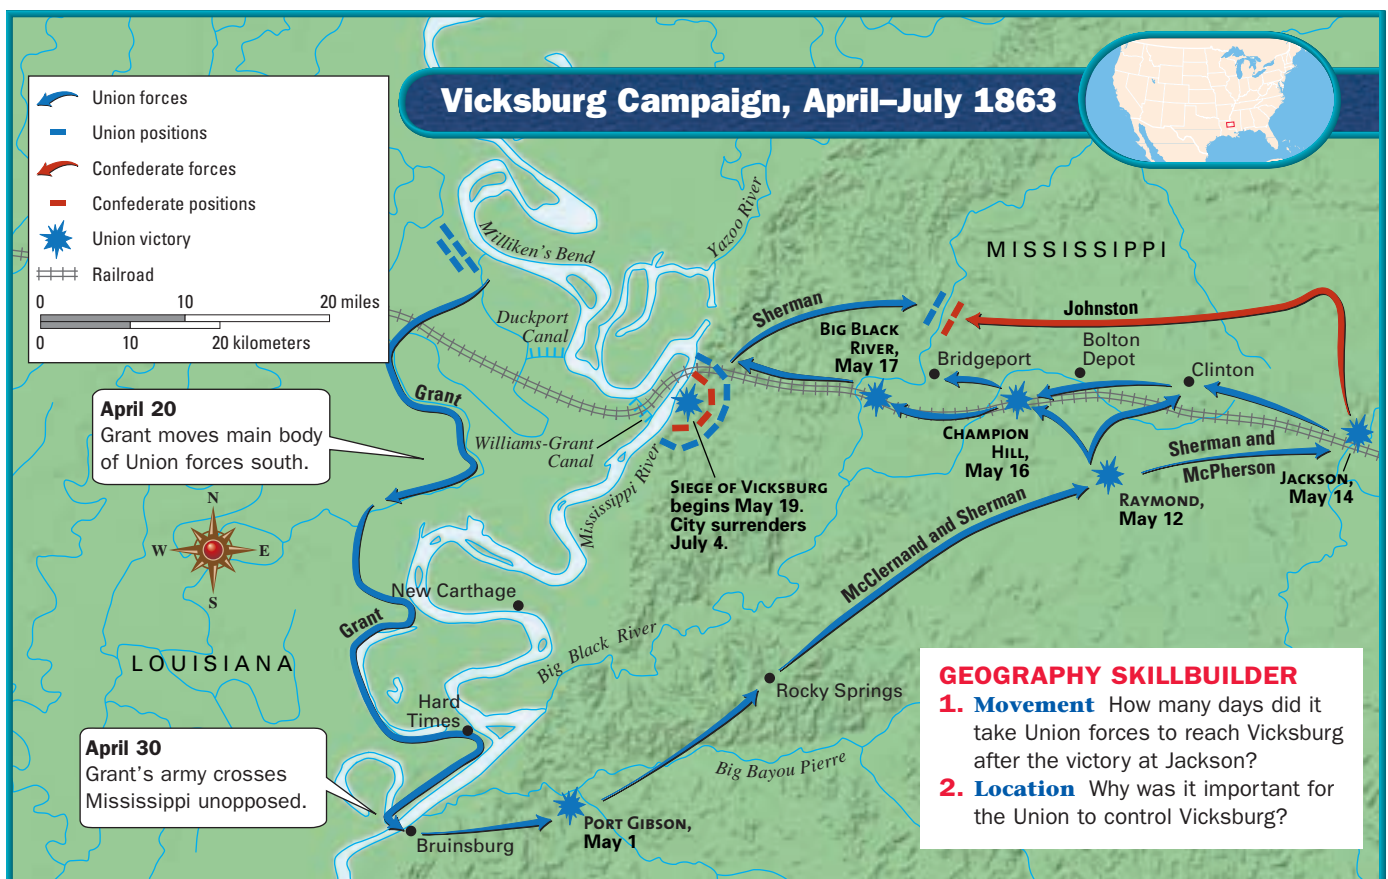 Vicksburg Campaign, April–July 1863
Union forces
Union positions
Confederate forces
Confederate positions
Union victory
Railroad
0 10 20 miles
0 10 20 kilometers
Milliken's Bend
Yazoo River
MISSISSIPPI
Duckport
Canal
Sherman
Johnston
BIG BLACK
RIVER,
May 17
Bridgeport
Bolton
Depot
Clinton
Grant
April 20
Grant moves main body
of Union forces south.
Williams-Grant
Canal
Mississippi River
SIEGE OF VICKSBURG
begins May 19.
City surrenders
July 4.
CHAMPION
HILL,
May 16
Sherman and
McPherson
JACKSON,
May 14
RAYMOND,
May 12
McClernand and Sherman
N
W E
S
New Carthage
Grant
Big Black River
LOUISIANA
Hard
Times
Rocky Springs
April 30
Grant's army crosses
Mississippi unopposed.
Big Bayou Pierre
PORT GIBSON,
May 1
Bruinsburg
GEOGRAPHY SKILLBUILDER
1. Movement How many days did it
take Union forces to reach Vicksburg
after the victory at Jackson?
2. Location Why was it important for
the Union to control Vicksburg?